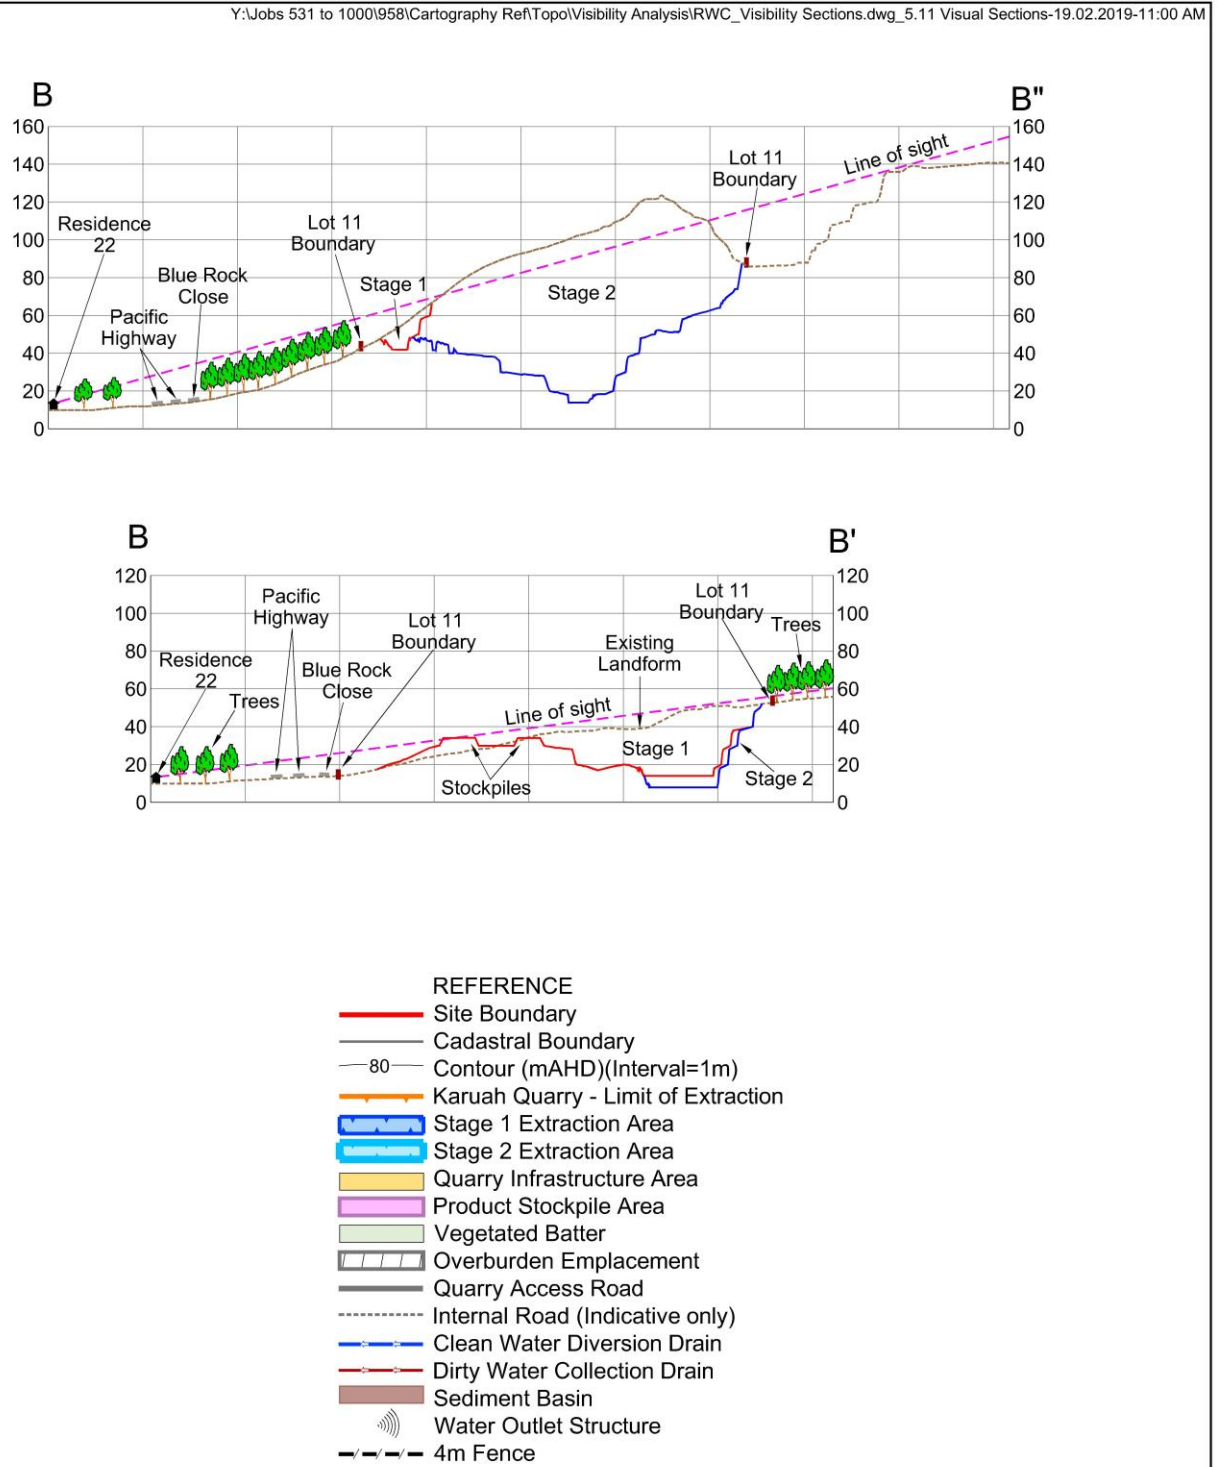 Y:\Jobs 531 to 1000\958\Cartography Ref\Topo\Visibility Analysis\RWC_Visibility Sections.dwg_5.11 Visual Sections-19.02.2019-11:00 AM
B
B"
160
140
120
100
80
60
40
20
0
160
140
120
100
80
60
40
20
0
Residence
22
Pacific
Highway
Blue Rock
Close
Lot 11
Boundary
Stage 1
Stage 2
Lot 11
Boundary
Line of sight
B
B'
120
100
80
60
40
20
0
120
100
80
60
40
20
0
Residence
22
Trees
Pacific
Highway
Blue Rock
Close
Lot 11
Boundary
Stockpiles
Line of sight
Existing
Landform
Stage 1
Lot 11
Boundary
Trees
Stage 2
REFERENCE
Site Boundary
Cadastral Boundary
80 Contour (mAHD)(Interval=1m)
Karuah Quarry - Limit of Extraction
Stage 1 Extraction Area
Stage 2 Extraction Area
Quarry Infrastructure Area
Product Stockpile Area
Vegetated Batter
Overburden Emplacement
Quarry Access Road
Internal Road (Indicative only)
Clean Water Diversion Drain
Dirty Water Collection Drain
Sediment Basin
Water Outlet Structure
4m Fence